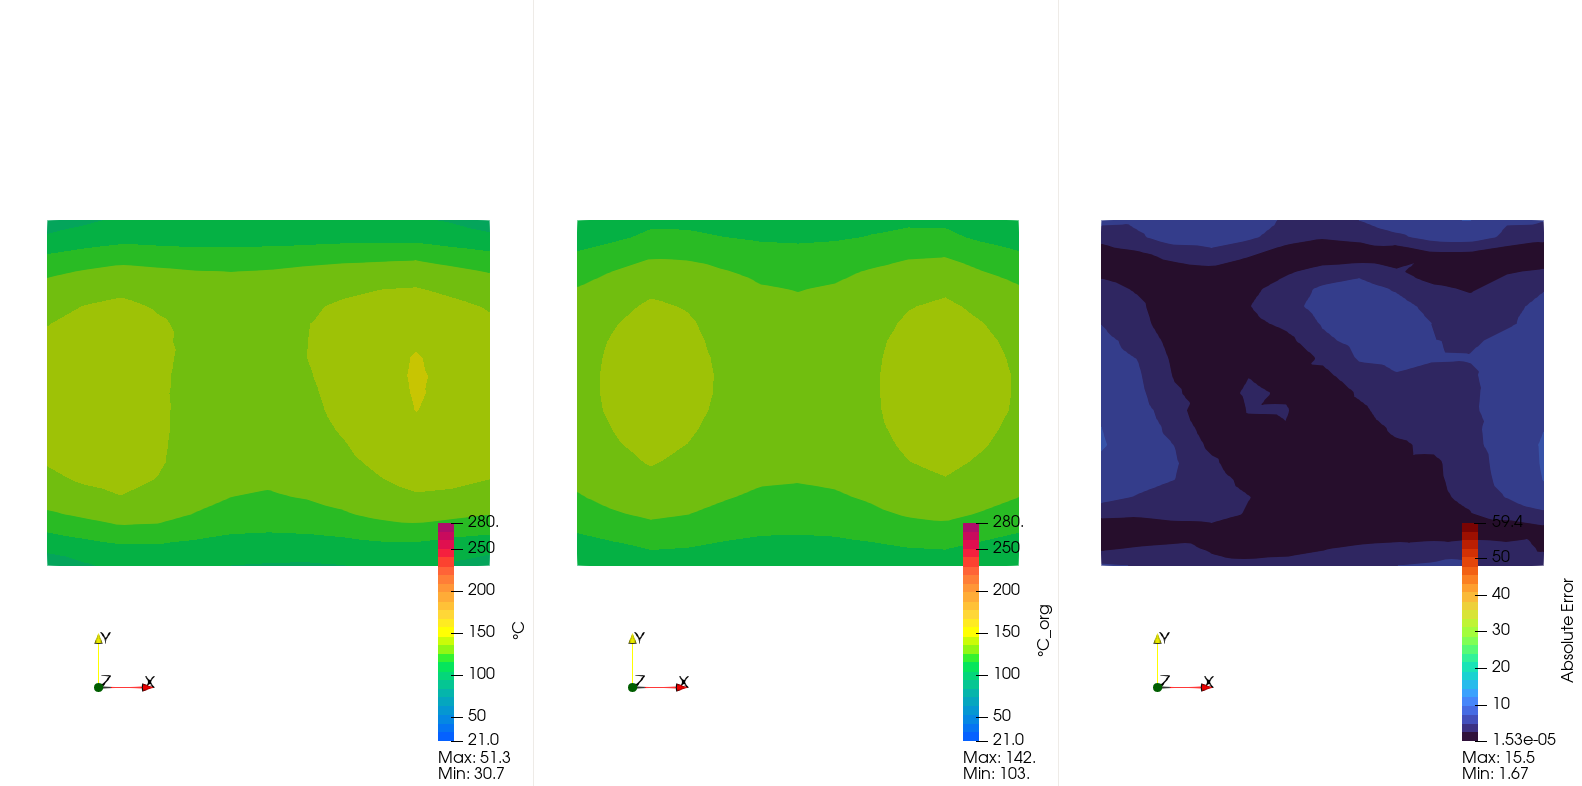 280.
250
200
150
100
50
21.0
°C
Max: 51.3
Min: 30.7
Y
Z
X
280.
250
200
150
100
50
21.0
°C_org
Max: 142.
Min: 103.
Y
Z
X
59.4
50
40
30
20
10
1.53e-05
Absolute Error
Max: 15.5
Min: 1.67
Y
Z
X